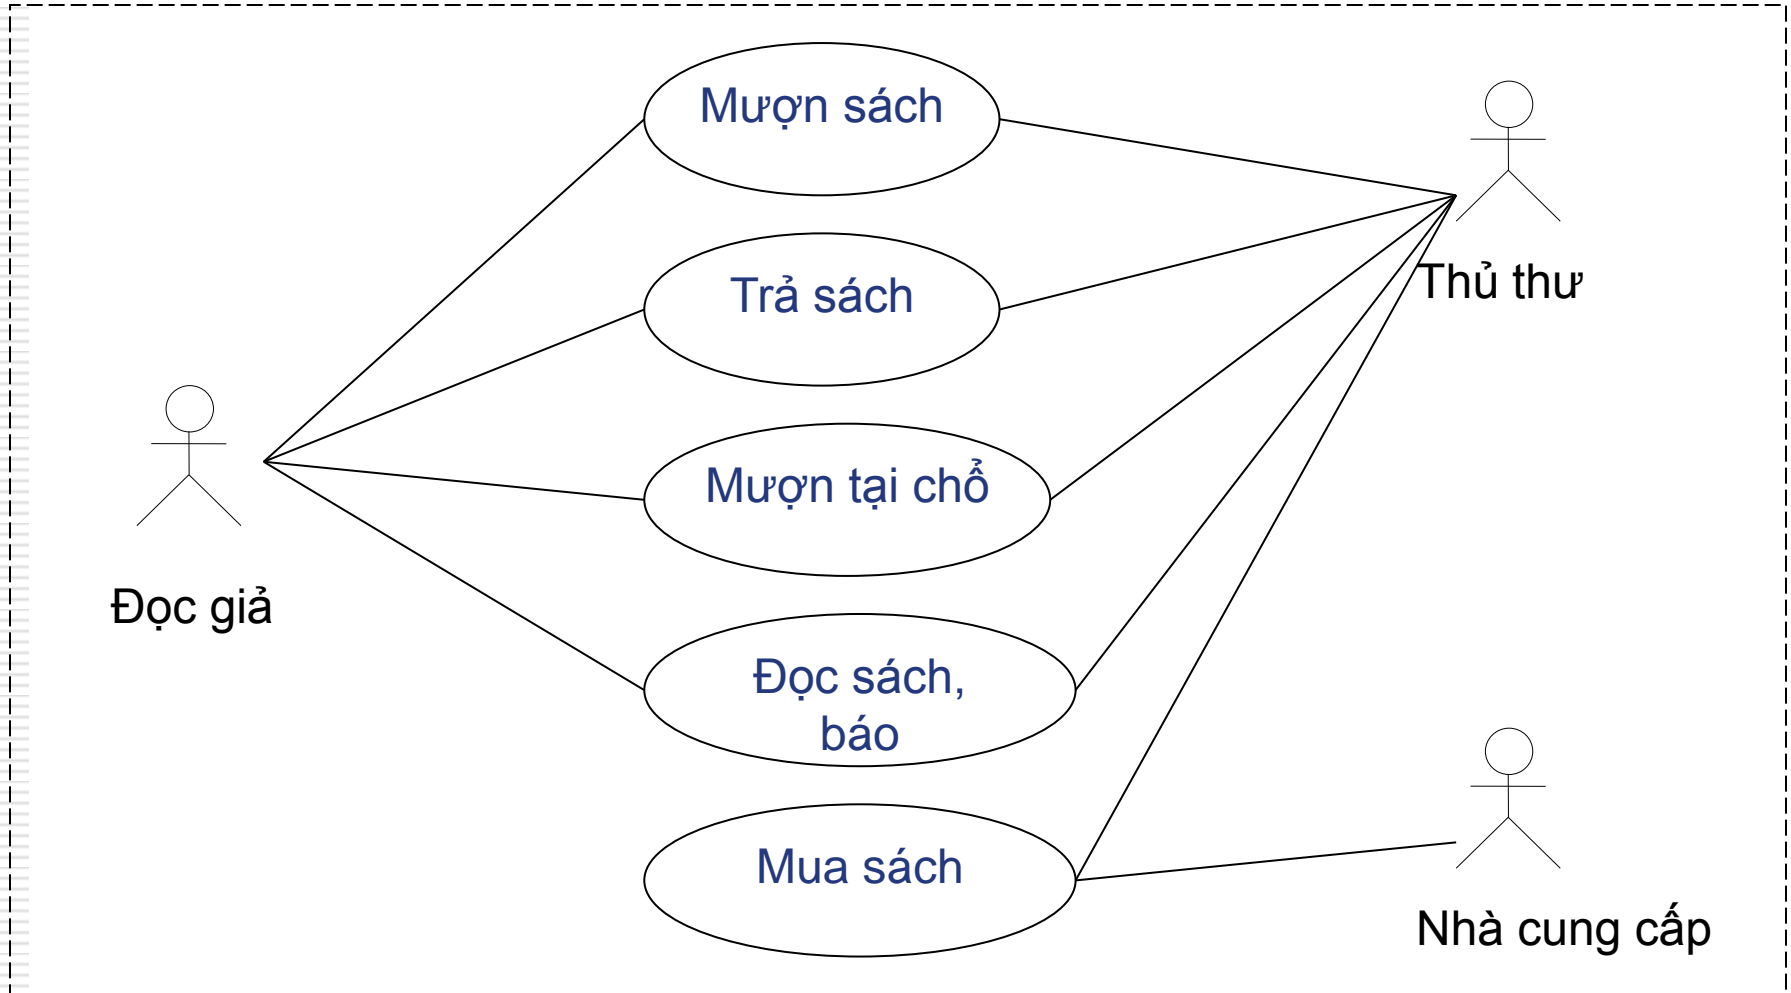 Mượn sách
Trả sách
Thủ thư
Mượn tại chổ
Đọc giả
Đọc sách,
báo
Mua sách
Nhà cung cấp